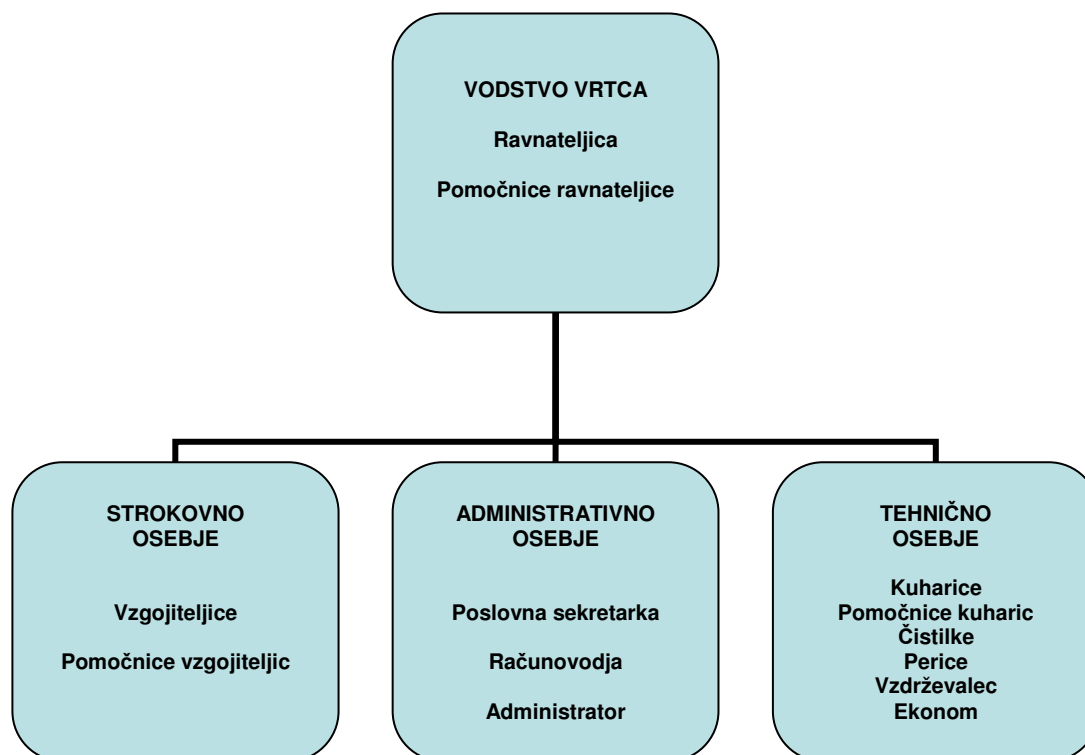 VODSTVO VRTCA
Ravnateljica
Pomočnice ravnateljice
STROKOVNO
OSEBJE
Vzgojiteljice
Pomočnice vzgojiteljic
ADMINISTRATIVNO
OSEBJE
Poslovna sekretarka
Računovodja
Administrator
TEHNIČNO
OSEBJE
Kuharice
Pomočnice kuharic
Čistilke
Perice
Vzdrževalec
Ekonom